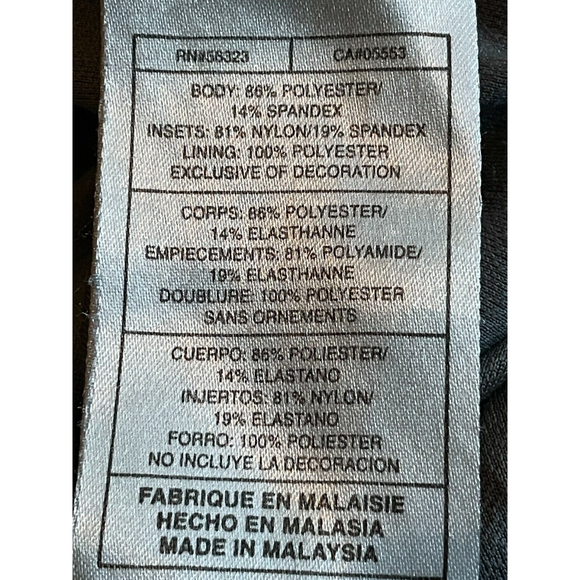 RN#56323 CA#05553
BODY: 86% POLYESTER/
14% SPANDEX
INSETS: 81% NYLON/19% SPANDEX
LINING: 100% POLYESTER
EXCLUSIVE OF DECORATION
CORPS: 86% POLYESTER/
14% ELASTHANNE
EMPIECEMENTS: 81% POLYAMIDE/
19% ELASTHANNE
DOUBLURE: 100% POLYESTER
SANS ORNEMENTS
CUERPO: 86% POLIESTER/
14% ELASTANO
INJERTOS: 81% NYLON/
19% ELASTANO
FORRO: 100% POLIESTER
NO INCLUYE LA DECORACION
FABRIQUE EN MALAISIE
HECHO EN MALASIA
MADE IN MALAYSIA